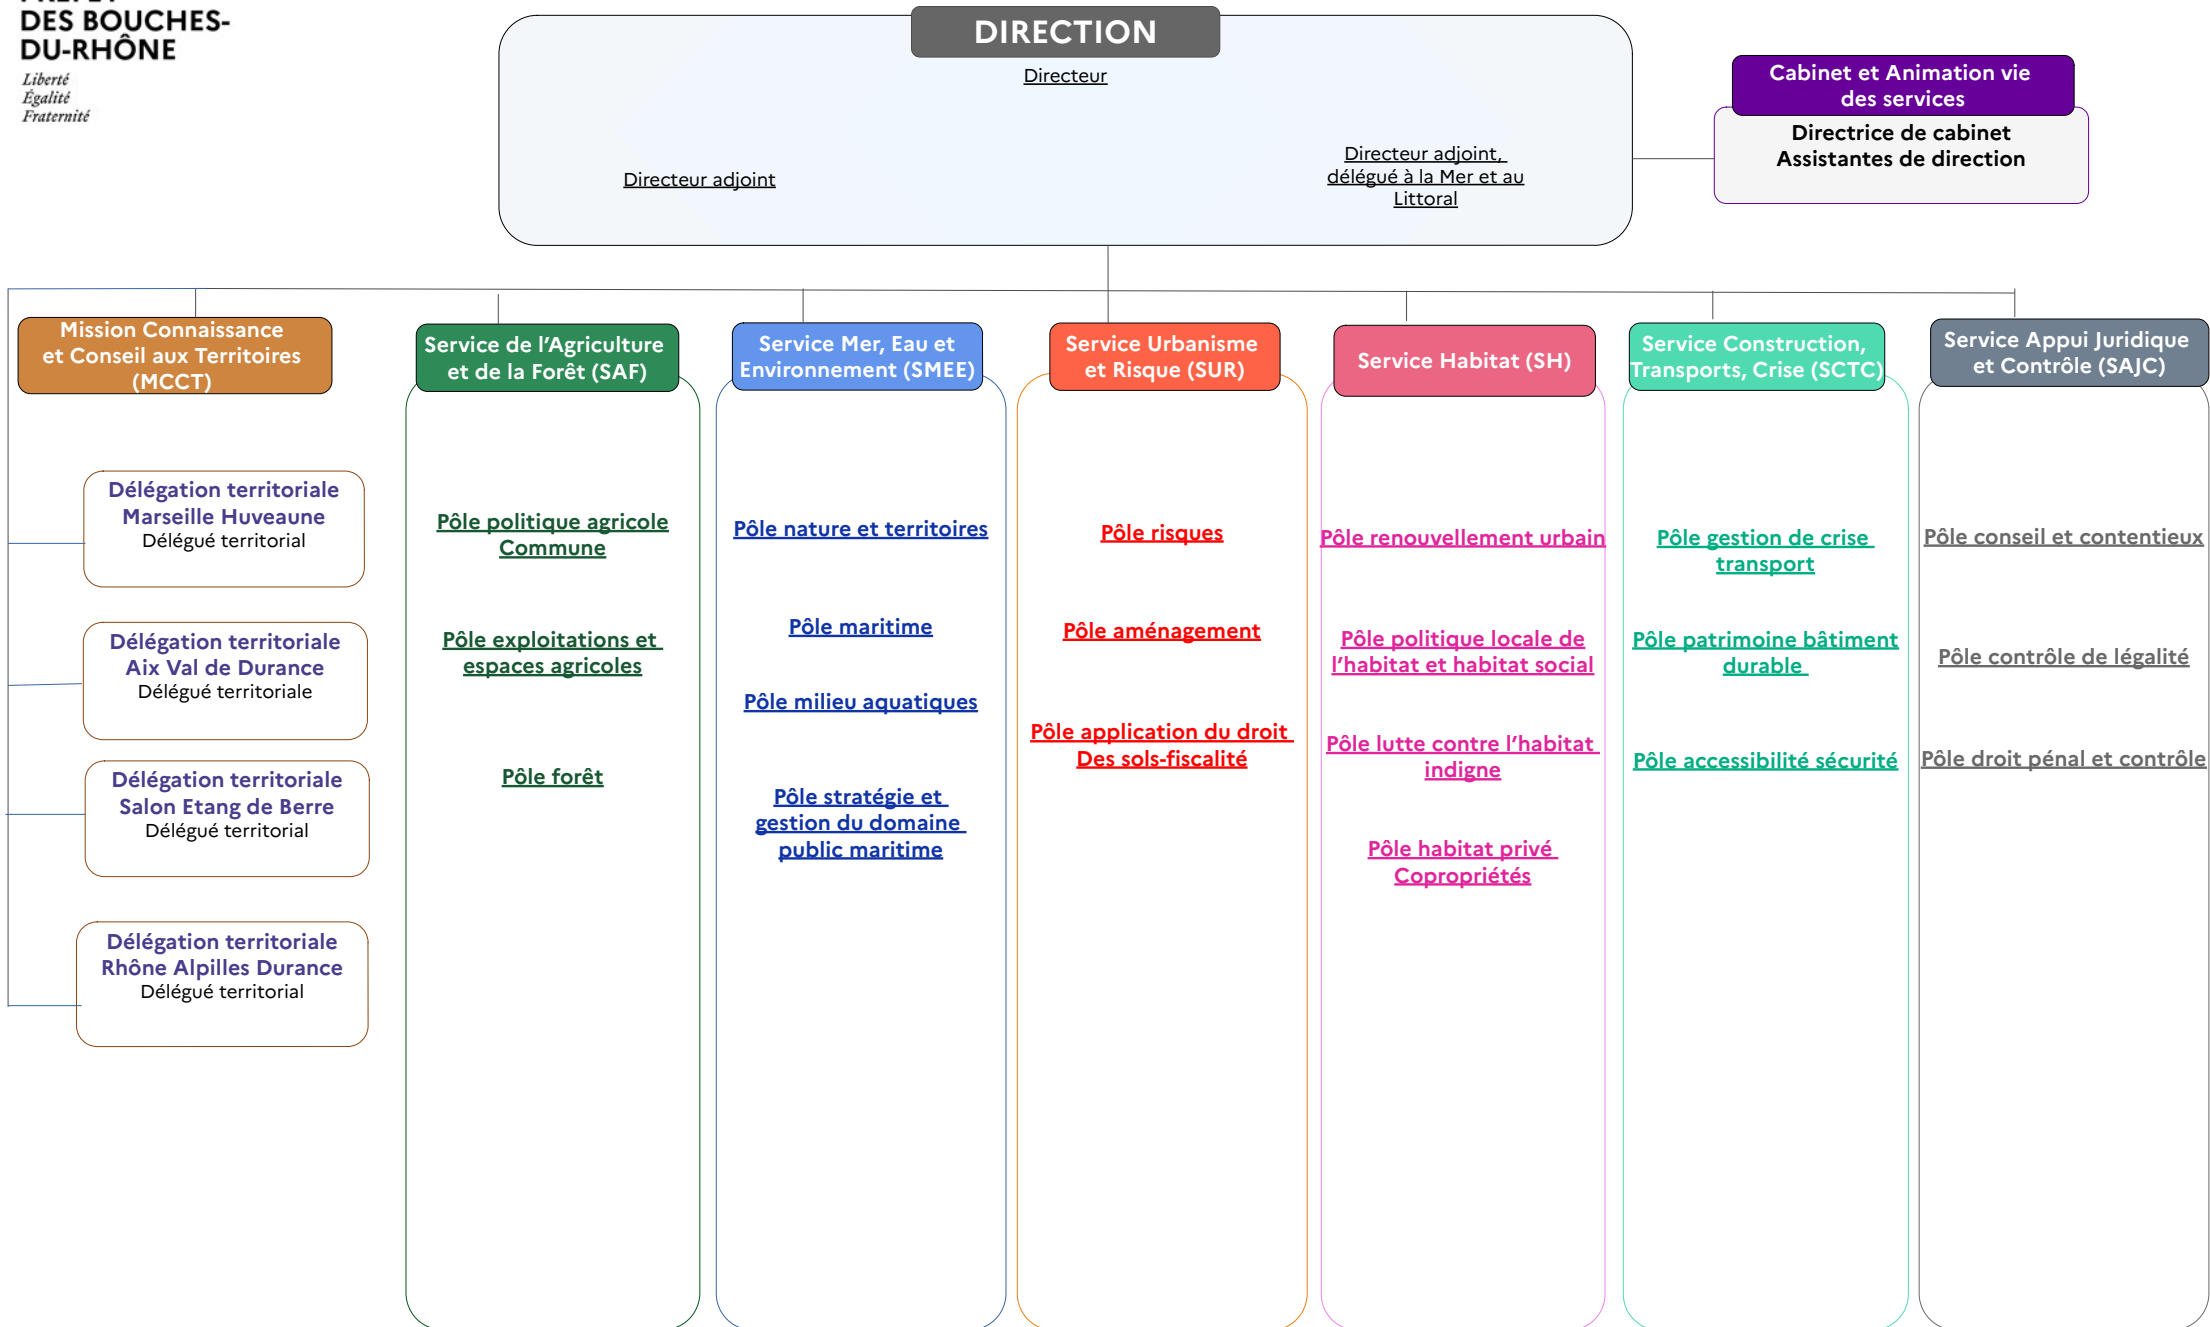 DES BOUCHES-
DU-RHÔNE
Liberté
Égalité
Fraternité
DIRECTION
Directeur
Directeur adjoint
Directeur adjoint,
délégué à la Mer et au
Littoral
Cabinet et Animation vie
des services
Directrice de cabinet
Assistantes de direction
Mission Connaissance
et Conseil aux Territoires
(MCCT)
Délégation territoriale
Marseille Huveaune
Délégué territorial
Délégation territoriale
Aix Val de Durance
Délégué territoriale
Délégation territoriale
Salon Etang de Berre
Délégué territorial
Délégation territoriale
Rhône Alpilles Durance
Délégué territorial
Service de l’Agriculture
et de la Forêt (SAF)
Pôle politique agricole
Commune
Pôle exploitations et
espaces agricoles
Pôle forêt
Service Mer, Eau et
Environnement (SMEE)
Pôle nature et territoires
Pôle maritime
Pôle milieu aquatiques
Pôle stratégie et
gestion du domaine
public maritime
Service Urbanisme
et Risque (SUR)
Pôle risques
Pôle aménagement
Pôle application du droit
Des sols-fiscalité
Service Habitat (SH)
Pôle renouvellement urbain
Pôle politique locale de
l’habitat et habitat social
Pôle lutte contre l’habitat
indigne
Pôle habitat privé
Copropriétés
Service Construction,
Transports, Crise (SCTC)
Pôle gestion de crise
transport
Pôle patrimoine bâtiment
durable
Pôle accessibilité sécurité
Service Appui Juridique
et Contrôle (SAJC)
Pôle conseil et contentieux
Pôle contrôle de légalité
Pôle droit pénal et contrôle